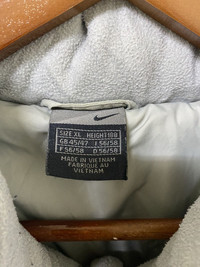 SIZE XL HEIGHT188
GB 45/47 I.56/58
F.56/58 D.56/58
MADE IN VIETNAM
FABRIQUE AU
VIETNAM